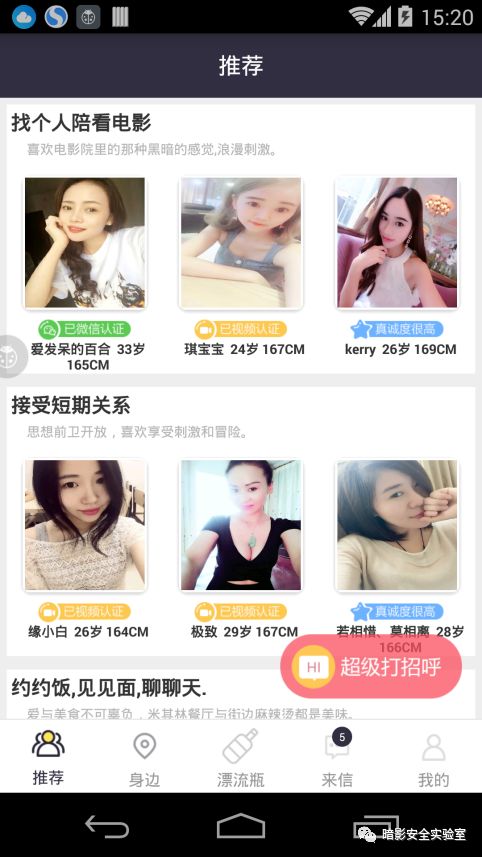 15:20
推荐
找个人陪看电影
喜欢电影院里的那种黑暗的感觉,浪漫刺激。
已微信认证
已视频认证
真诚度很高
爱发呆的百合 33岁
165CM
琪宝宝 24岁 167CM
kerry 26岁 169CM
接受短期关系
思想前卫开放，喜欢享受刺激和冒险。
已视频认证
已视频认证
真诚度很高
缘小白 26岁 164CM
极致 29岁 167CM
若相惜、莫相离 28岁
166CM
HI 超级打招呼
约约饭,见见面,聊聊天.
爱与美食不可辜负，米其林餐厅与街边麻辣烫都是美味。
5
推荐
身边
漂流瓶
来信
我的
暗影安全实验室